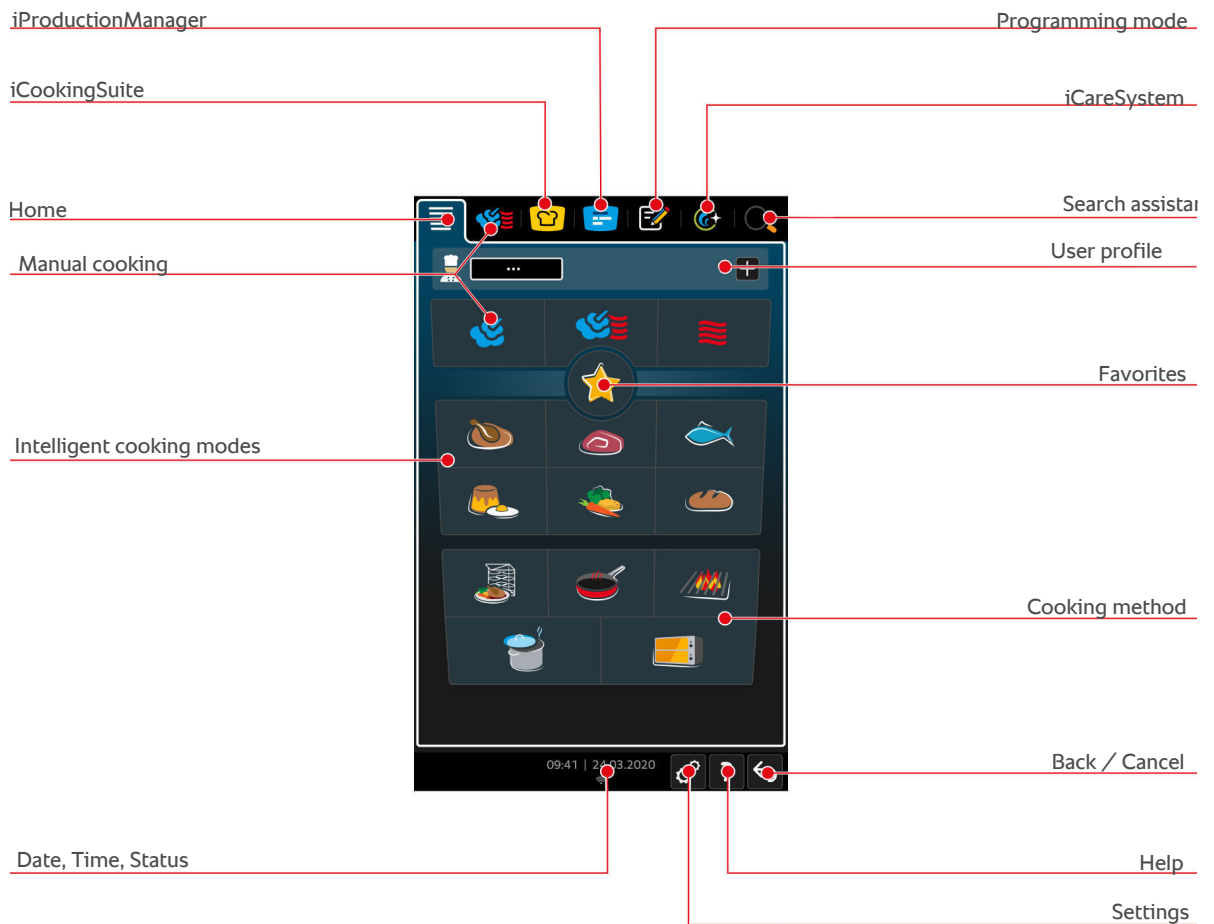 iProductionManager
Programming mode
iCookingSuite
iCareSystem
Home
Search assistar
Manual cooking
User profile
...
Favorites
Intelligent cooking modes
Cooking method
09:41 | 24.03.2020
Back / Cancel
Date, Time, Status
Help
Settings